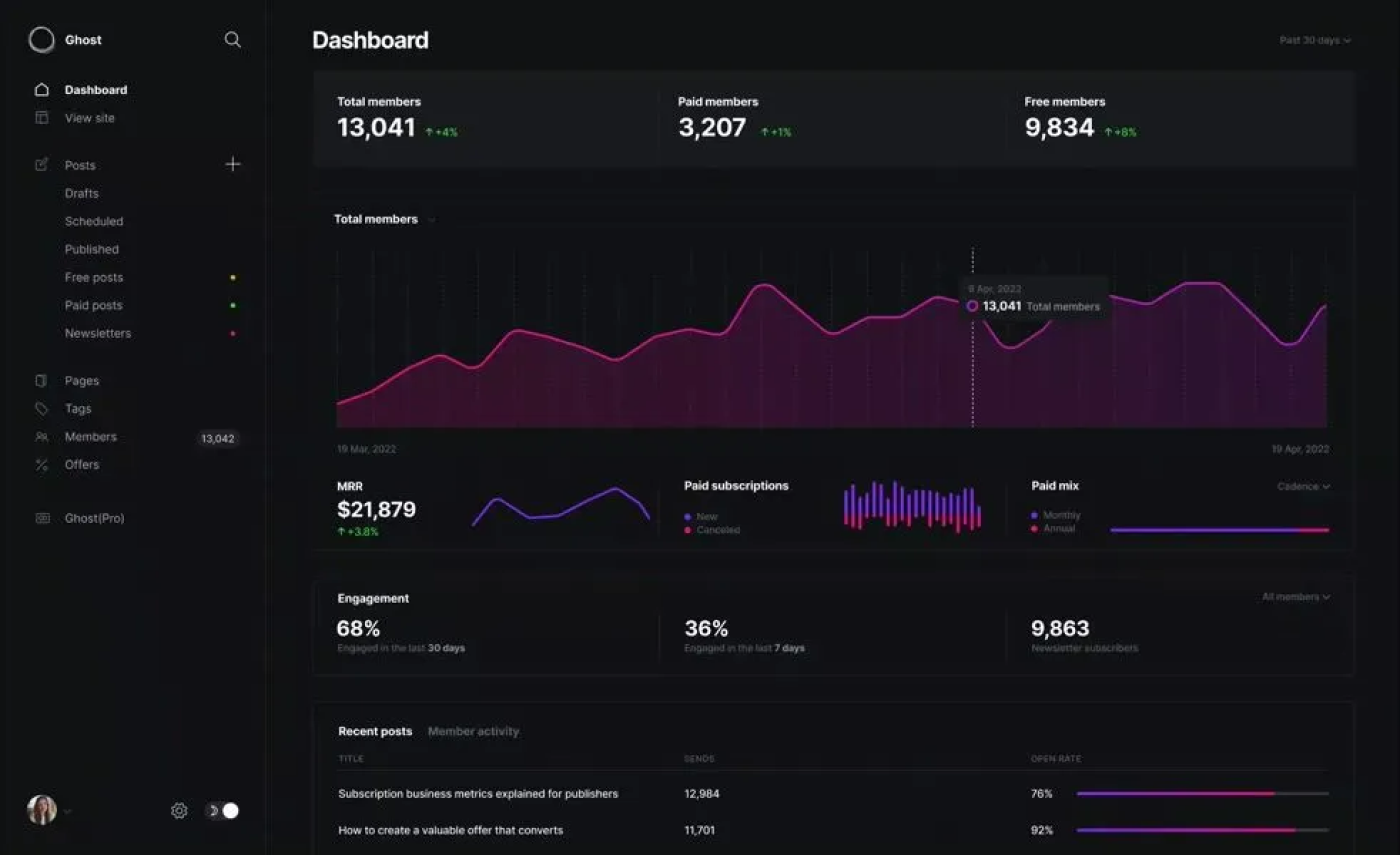 Ghost
Dashboard
View site
Posts
Drafts
Scheduled
Published
Free posts
Paid posts
Newsletters
Pages
Tags
Members 13,042
Offers
Ghost(Pro)
Dashboard
Past 30 days
Total members
13,041 +4%
Paid members
3,207 +1%
Free members
9,834 +8%
Total members
9 Apr, 2022
13,041 Total members
19 Mar, 2022
19 Apr, 2022
MRR
$21,879
+3.8%
Paid subscriptions
New
Canceled
Paid mix
Cadence
Monthly
Annual
Engagement
All members
68%
Engaged in the last 30 days
36%
Engaged in the last 7 days
9,863
Newsletter subscribers
Recent posts Member activity
TITLE SENDS OPEN RATE
Subscription business metrics explained for publishers 12,984 76%
How to create a valuable offer that converts 11,701 92%